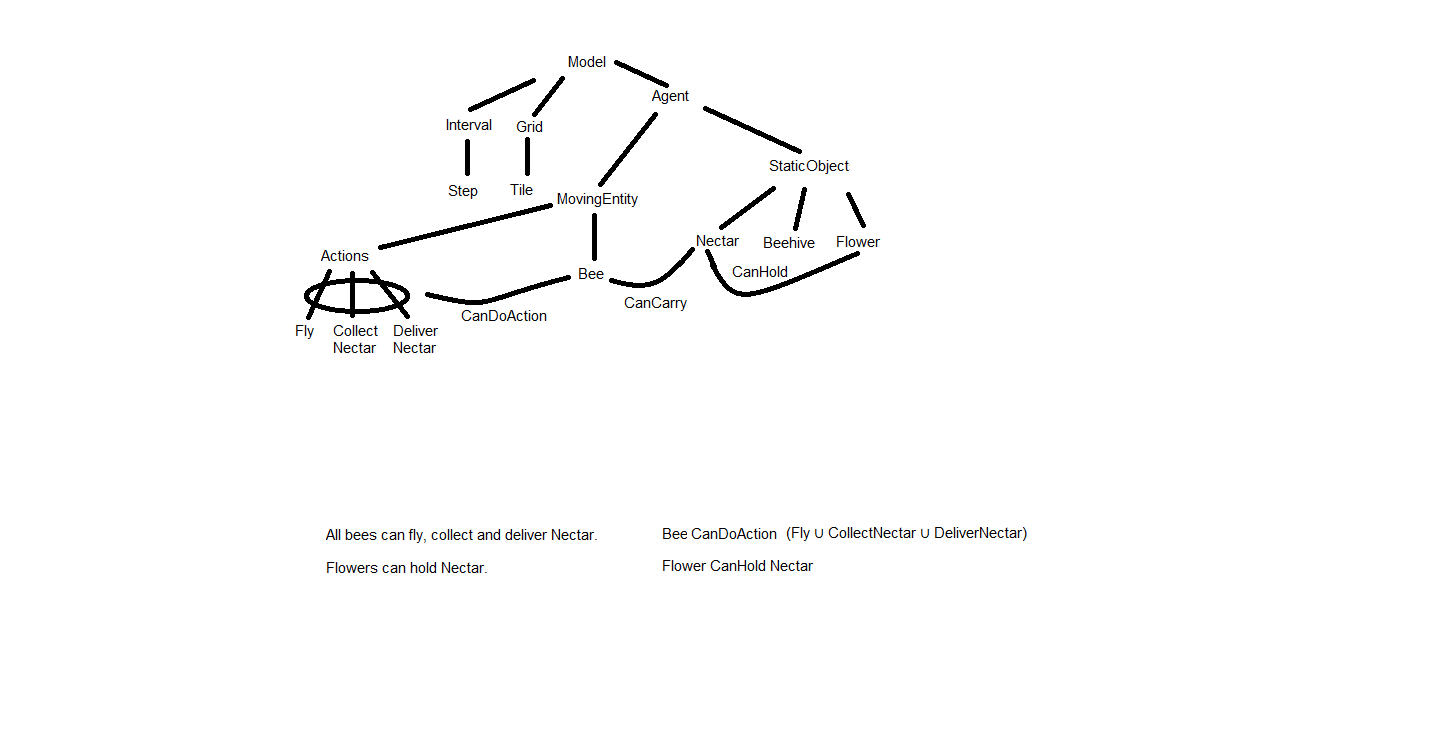 Model
Agent
Interval
Grid
StaticObject
Step
Tile
MovingEntity
Nectar
Beehive
Flower
Actions
Bee
CanHold
CanCarry
CanDoAction
Fly
Collect
Nectar
Deliver
Nectar
All bees can fly, collect and deliver Nectar.
Bee CanDoAction (Fly ∪ CollectNectar ∪ DeliverNectar)
Flowers can hold Nectar.
Flower CanHold Nectar